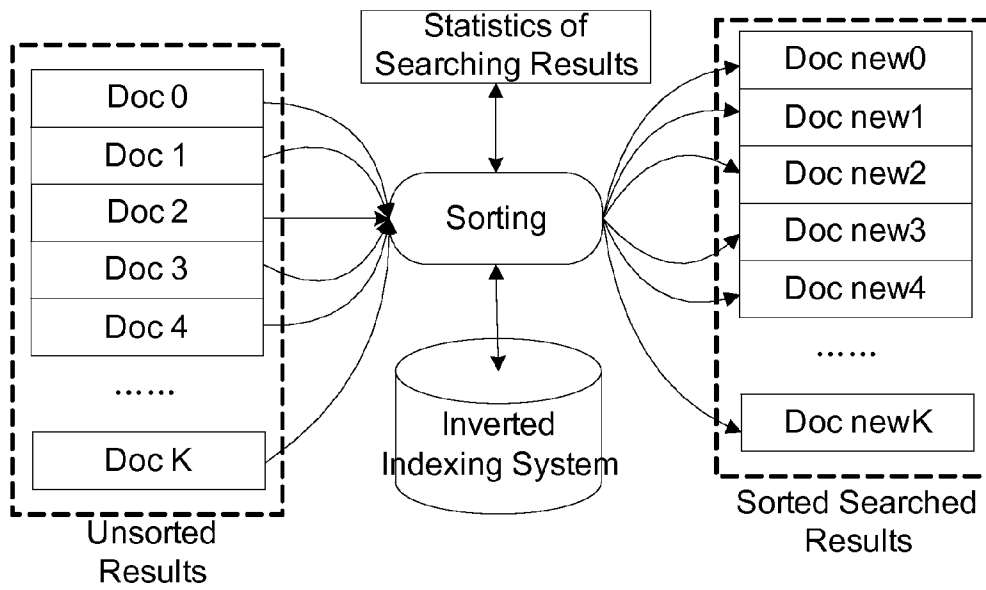 Doc 0
Doc 1
Doc 2
Doc 3
Doc 4
......
Doc K
Unsorted
Results
Statistics of
Searching Results
Sorting
Inverted
Indexing System
Doc new0
Doc new1
Doc new2
Doc new3
Doc new4
......
Doc newK
Sorted Searched
Results